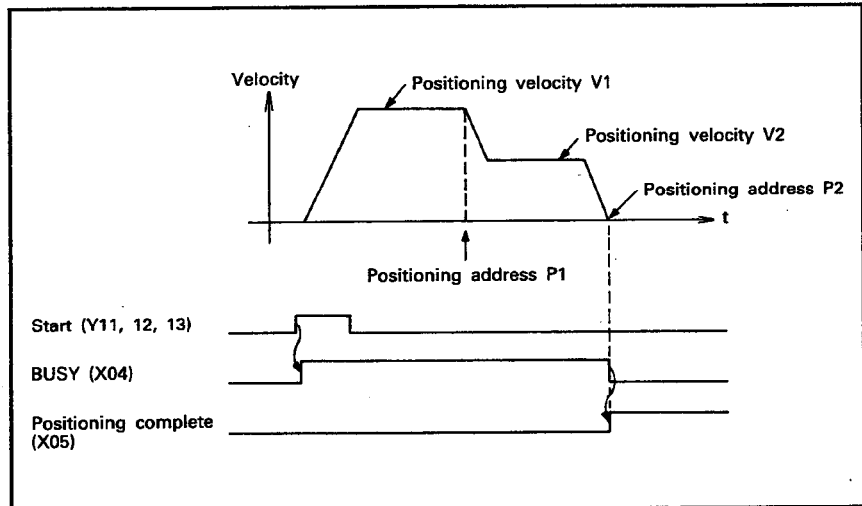 Velocity
Positioning velocity V1
Positioning velocity V2
Positioning address P2
t
Positioning address P1
Start (Y11, 12, 13)
BUSY (X04)
Positioning complete
(X05)